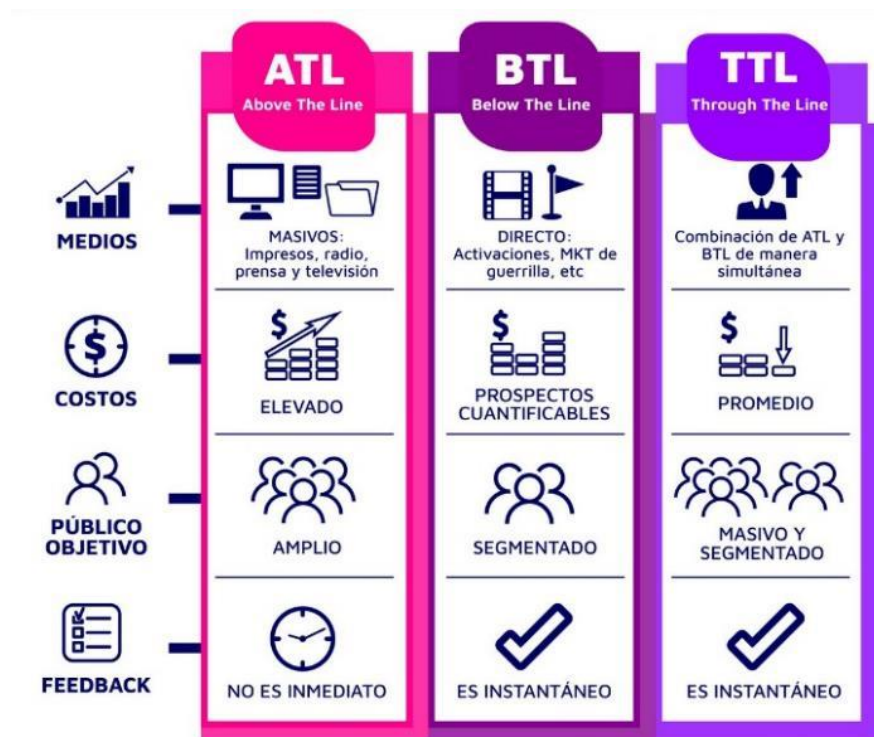 ATL
Above The Line
BTL
Below The Line
TTL
Through The Line
MEDIOS
MASIVOS:
Impresos, radio,
prensa y televisión
DIRECTO:
Activaciones, MKT de
guerrilla, etc
Combinación de ATL y
BTL de manera
simultánea
COSTOS
$
$
ELEVADO
$
PROSPECTOS
CUANTIFICABLES
$
PROMEDIO
PÚBLICO
OBJETIVO
AMPLIO
SEGMENTADO
MASIVO Y
SEGMENTADO
FEEDBACK
NO ES INMEDIATO
ES INSTANTÁNEO
ES INSTANTÁNEO